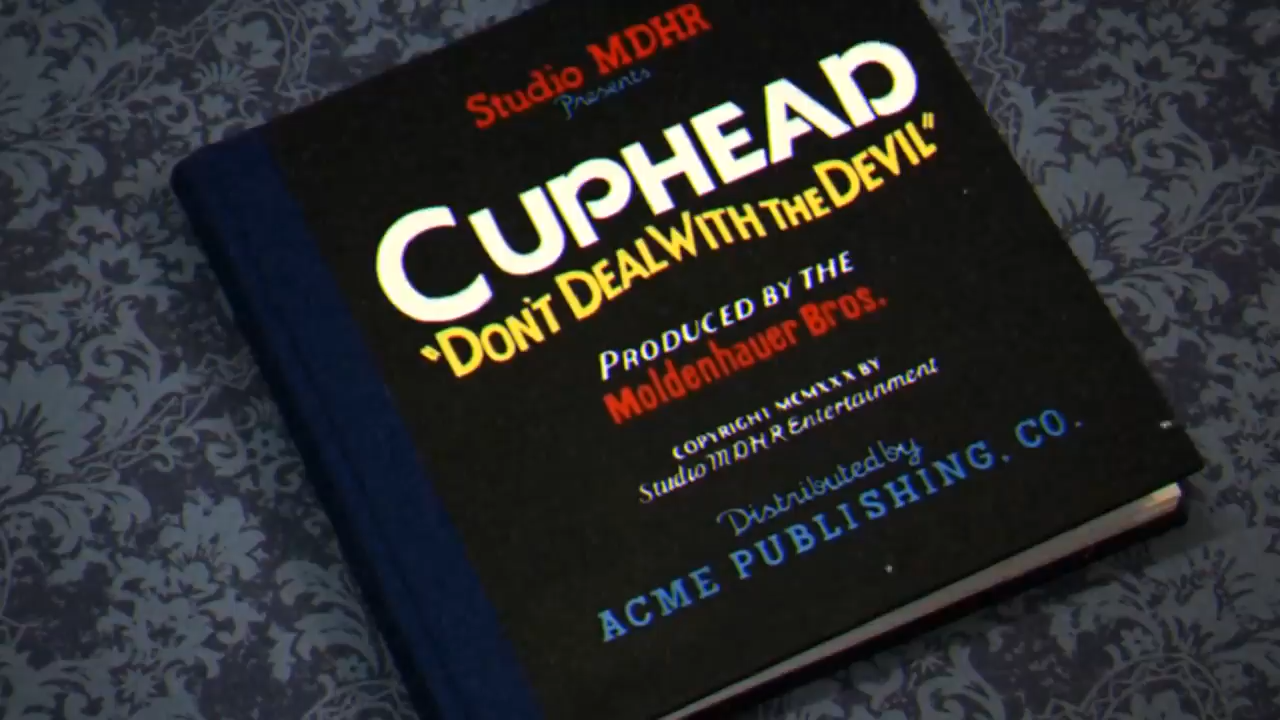 Studio MDHR
Presents
CUPHEAD
"DON'T DEAL WITH THE DEVIL"
PRODUCED BY THE
Moldenhauer Bros.
COPYRIGHT MCMXXX BY
Studio MDHR Entertainment
Distributed by
ACME PUBLISHING. CO.